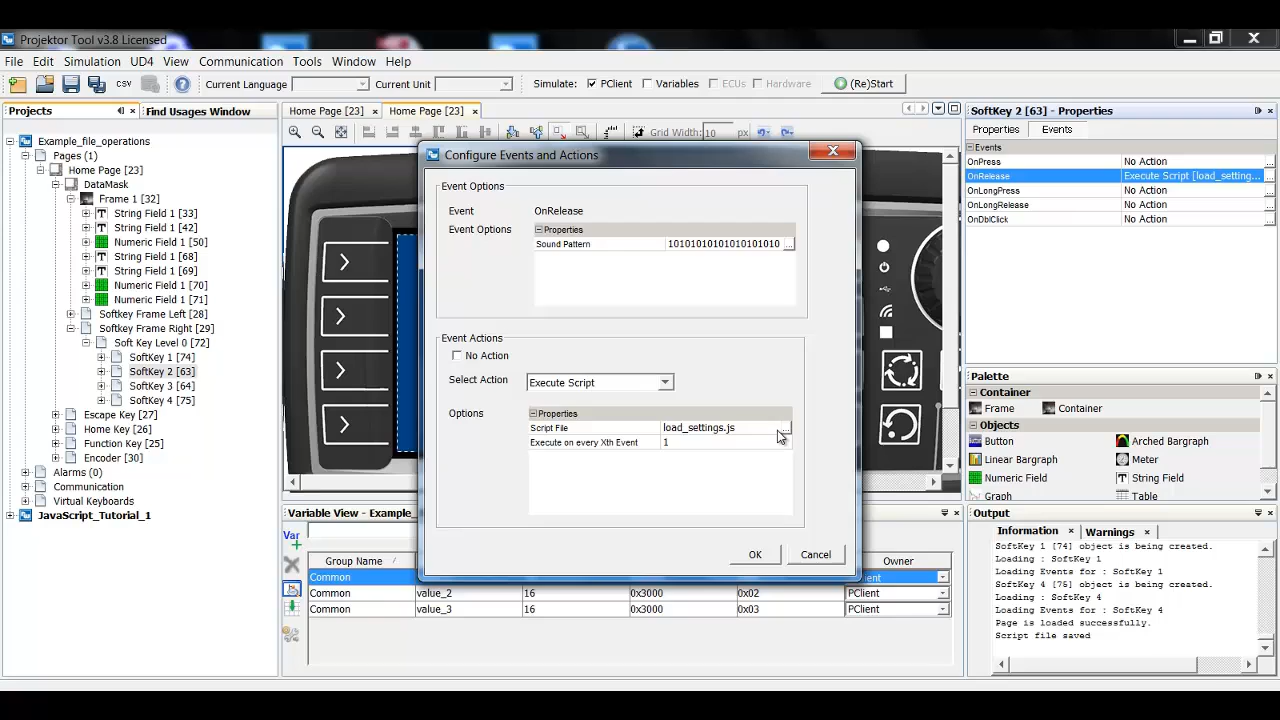 Projektor Tool v3.8 Licensed
File Edit Simulation UD4 View Communication Tools Window Help
CSV Current Language Current Unit Simulate: PClient Variables ECUs Hardware (Re)Start
Projects Find Usages Window
Example_file_operations
Pages (1)
Home Page [23]
DataMask
Frame 1 [32]
String Field 1 [33]
String Field 1 [42]
Numeric Field 1 [50]
String Field 1 [68]
String Field 1 [69]
Numeric Field 1 [70]
Numeric Field 1 [71]
Softkey Frame Left [28]
Softkey Frame Right [29]
Soft Key Level 0 [72]
SoftKey 1 [74]
SoftKey 2 [63]
SoftKey 3 [64]
SoftKey 4 [75]
Escape Key [27]
Home Key [26]
Function Key [25]
Encoder [30]
Alarms (0)
Communication
Virtual Keyboards
JavaScript_Tutorial_1
Home Page [23] Home Page [23]
Grid Width: 10 px
Configure Events and Actions
Event Options
Event OnRelease
Event Options Properties
Sound Pattern 10101010101010101010 ...
Event Actions
No Action
Select Action Execute Script
Options Properties
Script File load_settings.js ...
Execute on every Xth Event 1
OK Cancel
SoftKey 2 [63] - Properties
Properties Events
Events
OnPress No Action ...
OnRelease Execute Script [load_setting... ...
OnLongPress No Action ...
OnLongRelease No Action ...
OnDblClick No Action ...
Palette
Container
Frame Container
Objects
Button Arched Bargraph
Linear Bargraph Meter
Numeric Field String Field
Graph Table
Variable View - Example_
Var
Group Name Owner
Common PClient
Common value_2 16 0x3000 0x02 PClient
Common value_3 16 0x3000 0x03 PClient
Output
Information Warnings
SoftKey 1 [74] object is being created.
Loading : SoftKey 1
Loading Events for : SoftKey 1
SoftKey 4 [75] object is being created.
Loading : SoftKey 4
Loading Events for : SoftKey 4
Page is loaded successfully.
Script file saved